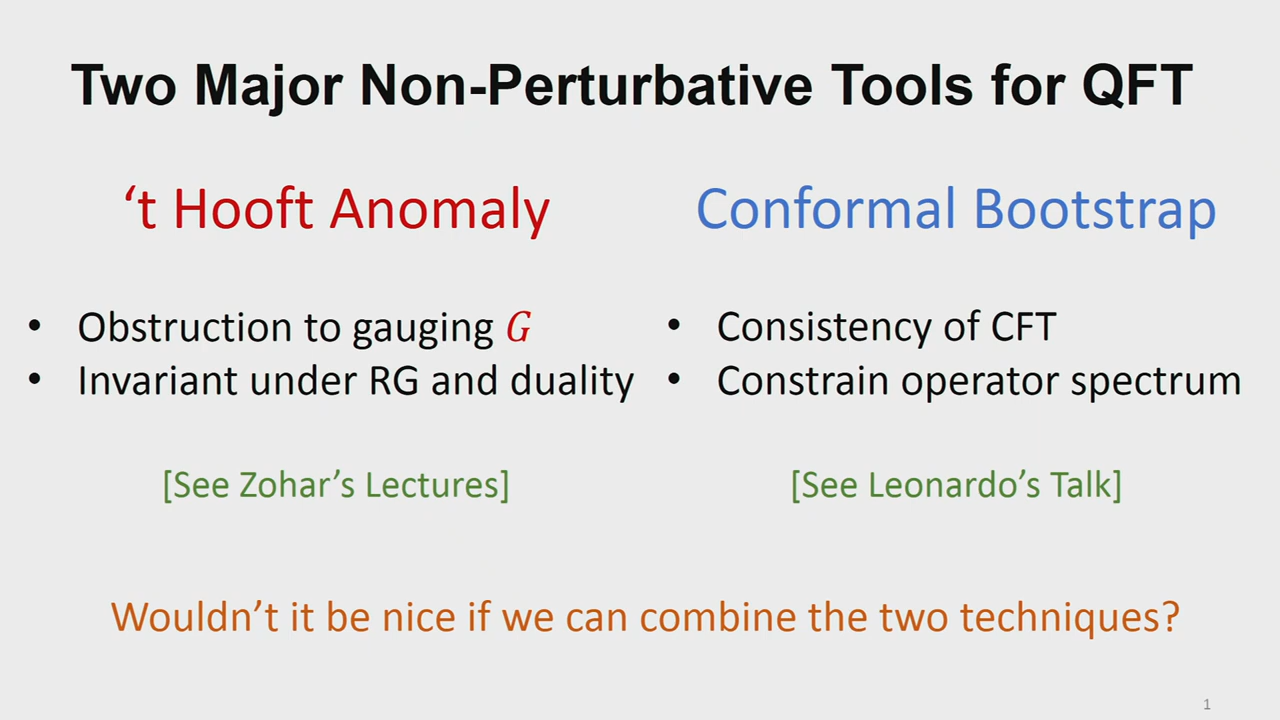 Two Major Non-Perturbative Tools for QFT
‘t Hooft Anomaly
• Obstruction to gauging G
• Invariant under RG and duality
[See Zohar’s Lectures]
Conformal Bootstrap
• Consistency of CFT
• Constrain operator spectrum
[See Leonardo’s Talk]
Wouldn’t it be nice if we can combine the two techniques?
1